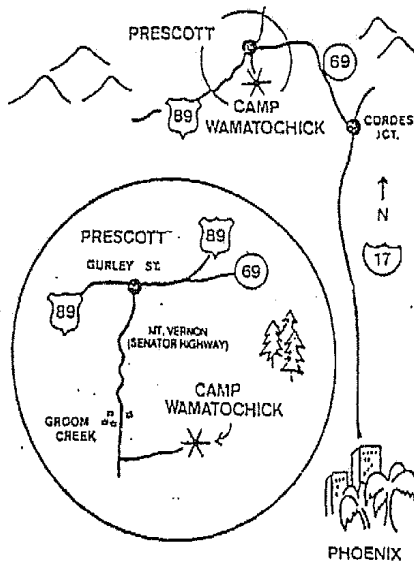 PRESCOTT
69
89
CAMP
WAMATOCHICK
CORDES
JCT.
N
17
PRESCOTT
89
GURLEY ST.
69
89
MT. VERNON
(SENATOR HIGHWAY)
CAMP
WAMATOCHICK
GROOM
CREEK
PHOENIX